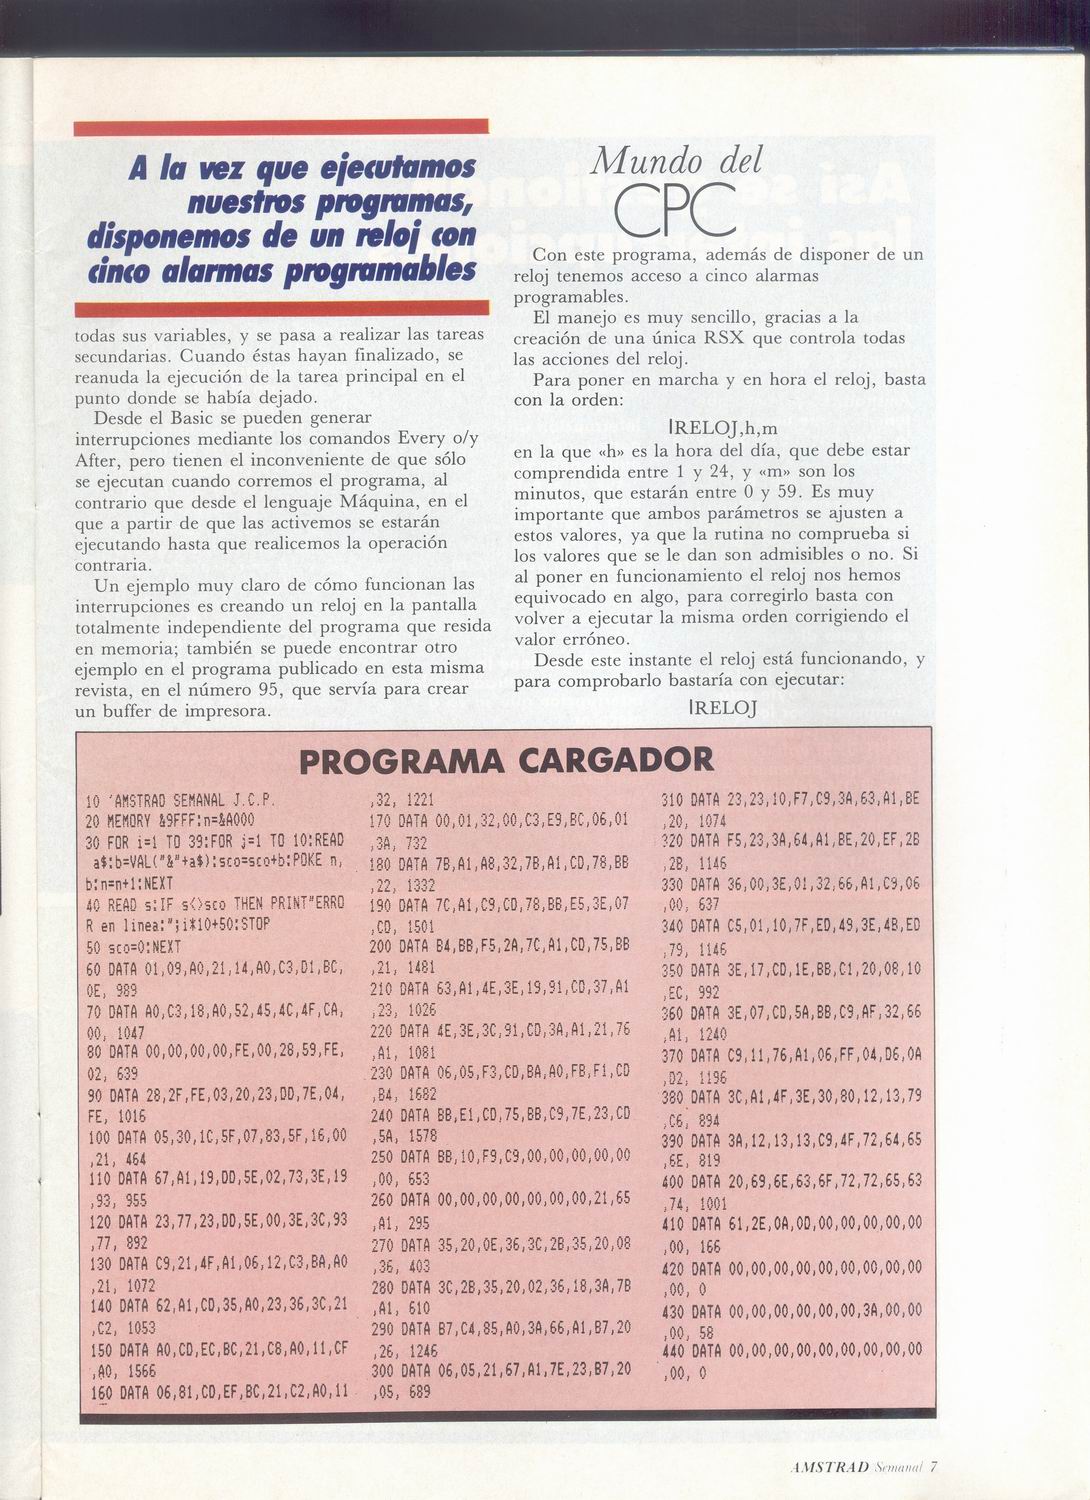 A la vez que ejecutamos
nuestros programas,
disponemos de un reloj con
cinco alarmas programables
todas sus variables, y se pasa a realizar las tareas
secundarias. Cuando éstas hayan finalizado, se
reanuda la ejecución de la tarea principal en el
punto donde se había dejado.
Desde el Basic se pueden generar
interrupciones mediante los comandos Every o/y
After, pero tienen el inconveniente de que sólo
se ejecutan cuando corremos el programa, al
contrario que desde el lenguaje Máquina, en el
que a partir de que las activemos se estarán
ejecutando hasta que realicemos la operación
contraria.
Un ejemplo muy claro de cómo funcionan las
interrupciones es creando un reloj en la pantalla
totalmente independiente del programa que resida
en memoria; también se puede encontrar otro
ejemplo en el programa publicado en esta misma
revista, en el número 95, que servía para crear
un buffer de impresora.
Mundo del
CPC
Con este programa, además de disponer de un
reloj tenemos acceso a cinco alarmas
programables.
El manejo es muy sencillo, gracias a la
creación de una única RSX que controla todas
las acciones del reloj.
Para poner en marcha y en hora el reloj, basta
con la orden:
|RELOJ,h,m
en la que «h» es la hora del día, que debe estar
comprendida entre 1 y 24, y «m» son los
minutos, que estarán entre 0 y 59. Es muy
importante que ambos parámetros se ajusten a
estos valores, ya que la rutina no comprueba si
los valores que se le dan son admisibles o no. Si
al poner en funcionamiento el reloj nos hemos
equivocado en algo, para corregirlo basta con
volver a ejecutar la misma orden corrigiendo el
valor erróneo.
Desde este instante el reloj está funcionando, y
para comprobarlo bastaría con ejecutar:
|RELOJ
PROGRAMA CARGADOR
10 'AMSTRAD SEMANAL J.C.P.
20 MEMORY &9FFF:n=&A000
30 FOR i=1 TO 39:FOR j=1 TO 10:READ
a$:b=VAL("&"+a$):sco=sco+b:POKE n,
b:n=n+1:NEXT
40 READ s:IF s<>sco THEN PRINT"ERRO
R en linea:";i*10+50:STOP
50 sco=0:NEXT
60 DATA 01,09,A0,21,14,A0,C3,D1,BC,
0E, 989
70 DATA A0,C3,18,A0,52,45,4C,4F,CA,
00, 1047
80 DATA 00,00,00,00,FE,00,28,59,FE,
02, 639
90 DATA 28,2F,FE,03,20,23,DD,7E,04,
FE, 1016
100 DATA 05,30,1C,5F,07,83,5F,16,00
,21, 464
110 DATA 67,A1,19,DD,5E,02,73,3E,19
,93, 955
120 DATA 23,77,23,DD,5E,00,3E,3C,93
,77, 892
130 DATA C9,21,4F,A1,06,12,C3,BA,A0
,21, 1072
140 DATA 62,A1,CD,35,A0,23,36,3C,21
,C2, 1053
150 DATA A0,CD,EC,BC,21,C8,A0,11,CF
,A0, 1566
160 DATA 06,81,CD,EF,BC,21,C2,A0,11
,32, 1221
170 DATA 00,01,32,00,C3,E9,BC,06,01
,3A, 732
180 DATA 7B,A1,A8,32,7B,A1,CD,78,BB
,22, 1332
190 DATA 7C,A1,C9,CD,78,BB,E5,3E,07
,CD, 1501
200 DATA B4,BB,F5,2A,7C,A1,CD,75,BB
,21, 1481
210 DATA 63,A1,4E,3E,19,91,CD,37,A1
,23, 1026
220 DATA 4E,3E,3C,91,CD,3A,A1,21,76
,A1, 1081
230 DATA 06,05,F3,CD,BA,A0,FB,F1,CD
,B4, 1682
240 DATA BB,E1,CD,75,BB,C9,7E,23,CD
,5A, 1578
250 DATA BB,10,F9,C9,00,00,00,00,00
,00, 653
260 DATA 00,00,00,00,00,00,00,21,65
,A1, 295
270 DATA 35,20,0E,36,3C,2B,35,20,08
,36, 403
280 DATA 3C,2B,35,20,02,36,18,3A,7B
,A1, 610
290 DATA B7,C4,85,A0,3A,66,A1,B7,20
,26, 1246
300 DATA 06,05,21,67,A1,7E,23,B7,20
,05, 689
310 DATA 23,23,10,F7,C9,3A,63,A1,BE
,20, 1074
320 DATA F5,23,3A,64,A1,BE,20,EF,2B
,2B, 1146
330 DATA 36,00,3E,01,32,66,A1,C9,06
,00, 637
340 DATA C5,01,10,7F,ED,49,3E,4B,ED
,79, 1146
350 DATA 3E,17,CD,1E,BB,C1,20,08,10
,EC, 992
360 DATA 3E,07,CD,5A,BB,C9,AF,32,66
,A1, 1240
370 DATA C9,11,76,A1,06,FF,04,D6,0A
,D2, 1196
380 DATA 3C,A1,4F,3E,30,80,12,13,79
,C6, 894
390 DATA 3A,12,13,13,C9,4F,72,64,65
,6E, 819
400 DATA 20,69,6E,63,6F,72,72,65,63
,74, 1001
410 DATA 61,2E,0A,0D,00,00,00,00,00
,00, 166
420 DATA 00,00,00,00,00,00,00,00,00
,00, 0
430 DATA 00,00,00,00,00,00,3A,00,00
,00, 58
440 DATA 00,00,00,00,00,00,00,00,00
,00, 0
AMSTRAD Semanal 7